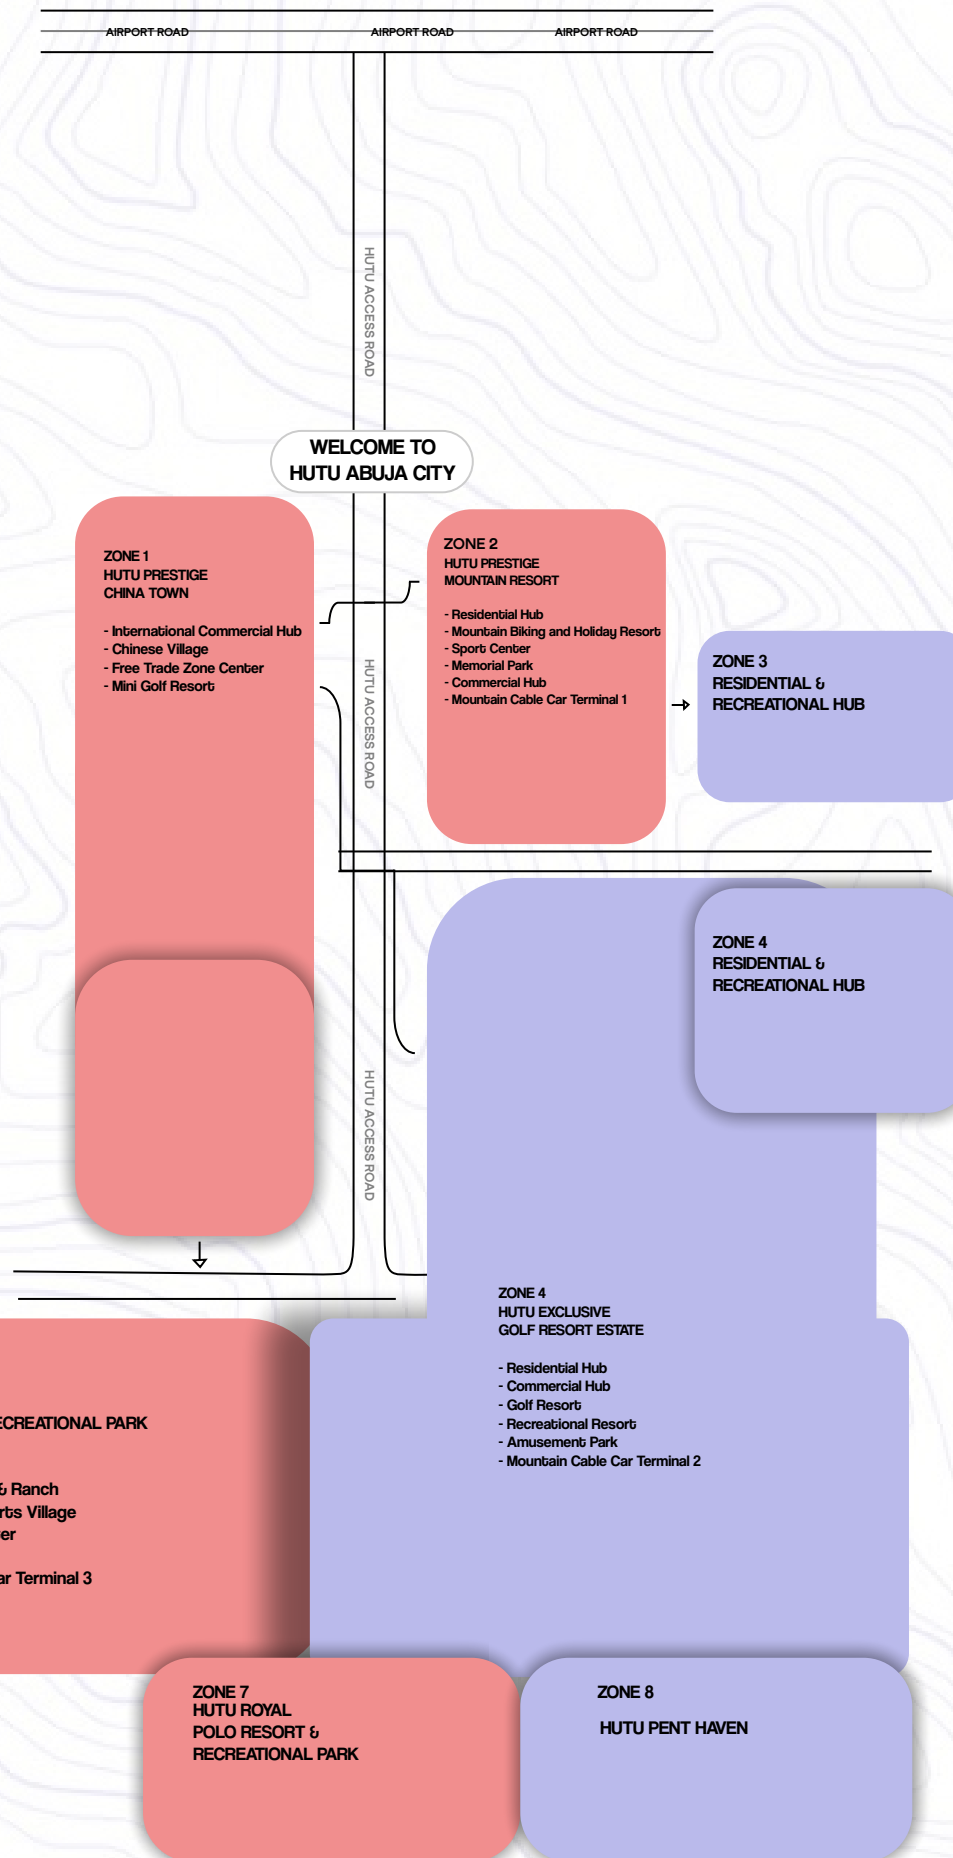 AIRPORT ROAD
AIRPORT ROAD
AIRPORT ROAD
HUTU ACCESS ROAD
WELCOME TO
HUTU ABUJA CITY
ZONE 1
HUTU PRESTIGE
CHINA TOWN
- International Commercial Hub
- Chinese Village
- Free Trade Zone Center
- Mini Golf Resort
ZONE 2
HUTU PRESTIGE
MOUNTAIN RESORT
- Residential Hub
- Mountain Biking and Holiday Resort
- Sport Center
- Memorial Park
- Commercial Hub
- Mountain Cable Car Terminal 1
ZONE 3
RESIDENTIAL &
RECREATIONAL HUB
HUTU ACCESS ROAD
ZONE 4
RESIDENTIAL &
RECREATIONAL HUB
HUTU ACCESS ROAD
ZONE 4
HUTU EXCLUSIVE
GOLF RESORT ESTATE
- Residential Hub
- Commercial Hub
- Golf Resort
- Recreational Resort
- Amusement Park
- Mountain Cable Car Terminal 2
ECREATIONAL PARK
& Ranch
rts Village
er
ar Terminal 3
ZONE 7
HUTU ROYAL
POLO RESORT &
RECREATIONAL PARK
ZONE 8
HUTU PENT HAVEN